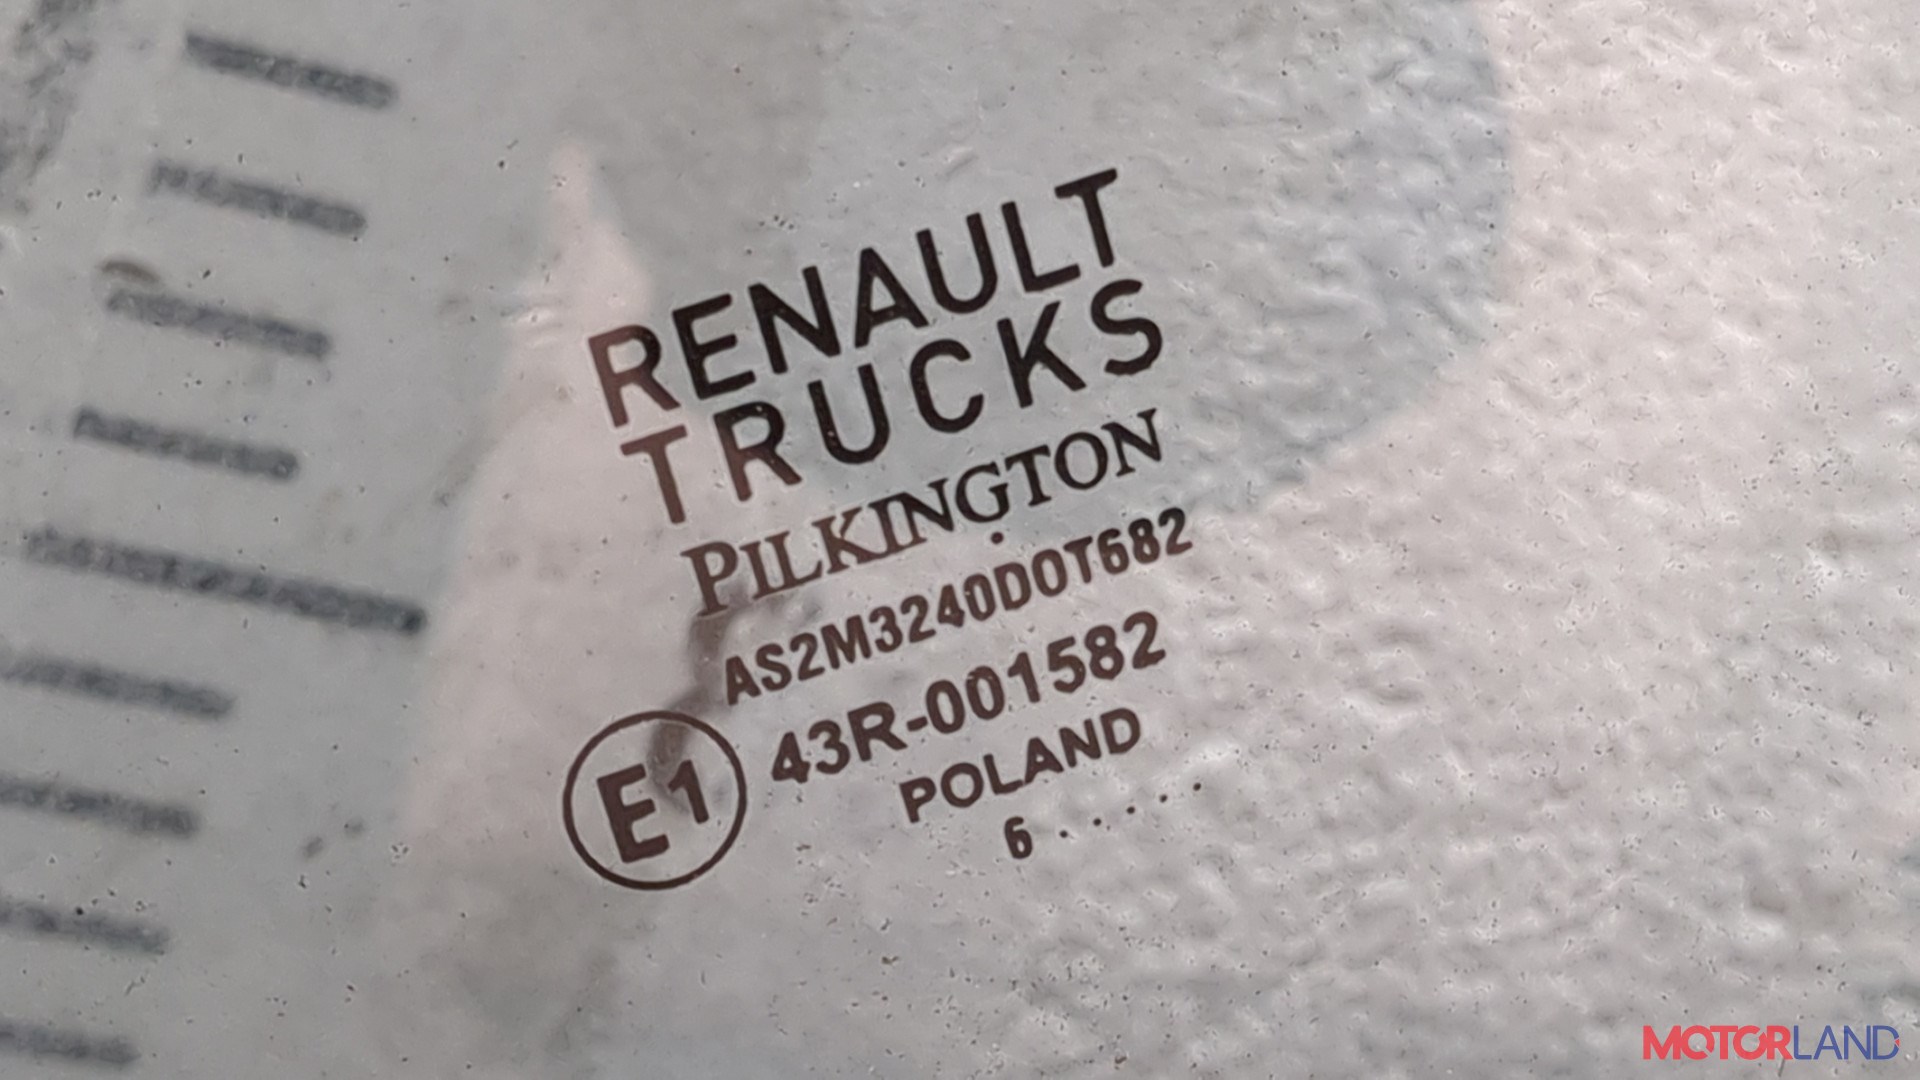 RENAULT
TRUCKS
PILKINGTON
AS2M3240DOT682
43R-001582
E1
POLAND
6 . . . . .
MOTORLAND